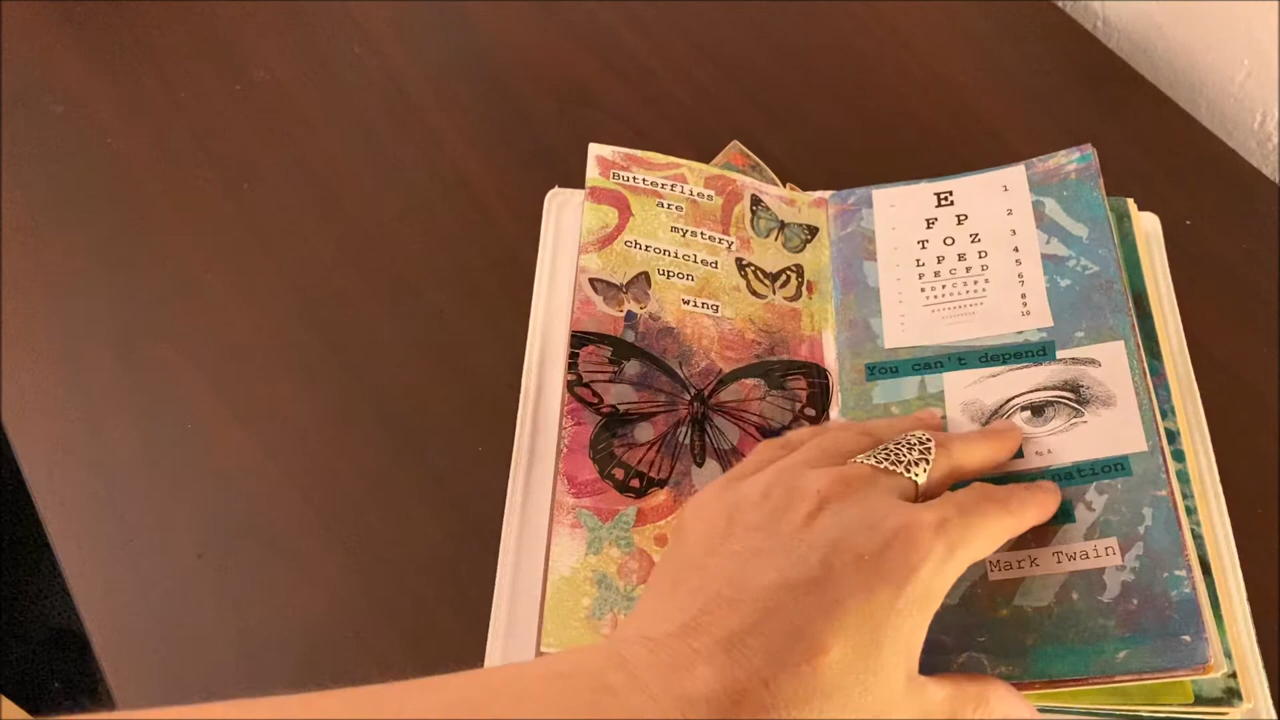 Butterflies
are
mystery
chronicled
upon
wing
E 1
F P 2
T O Z 3
L P E D 4
P E C F D 5
E D F C Z P 6
F E L O P Z D 7
8
9
10
You can't depend
Mark Twain